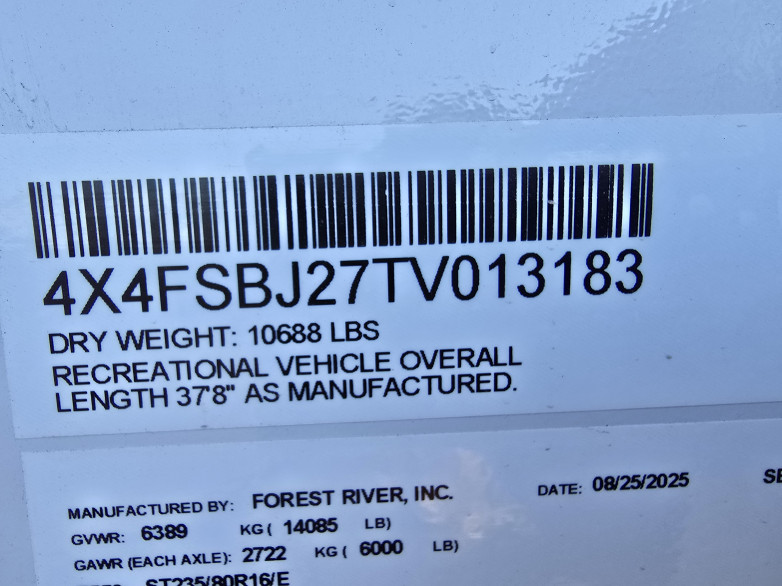 4X4FSBJ27TV013183
DRY WEIGHT: 10688 LBS
RECREATIONAL VEHICLE OVERALL
LENGTH 37'8" AS MANUFACTURED.
MANUFACTURED BY: FOREST RIVER, INC. DATE: 08/25/2025 SE
GVWR: 6389 KG ( 14085 LB)
GAWR (EACH AXLE): 2722 KG ( 6000 LB)
ST235/80R16/E